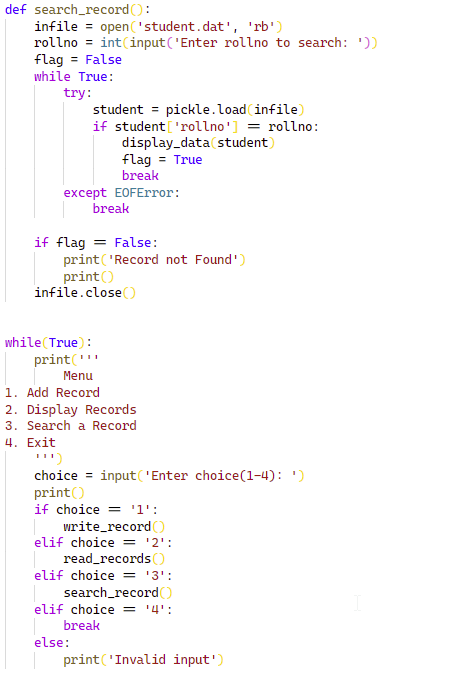 def search_record():
    infile = open('student.dat', 'rb')
    rollno = int(input('Enter rollno to search: '))
    flag = False
    while True:
        try:
            student = pickle.load(infile)
            if student['rollno'] == rollno:
                display_data(student)
                flag = True
                break
        except EOFError:
            break

    if flag == False:
        print('Record not Found')
        print()
    infile.close()


while(True):
    print('''
        Menu
1. Add Record
2. Display Records
3. Search a Record
4. Exit
    ''')
    choice = input('Enter choice(1-4): ')
    print()
    if choice == '1':
        write_record()
    elif choice == '2':
        read_records()
    elif choice == '3':
        search_record()
    elif choice == '4':
        break
    else:
        print('Invalid input')